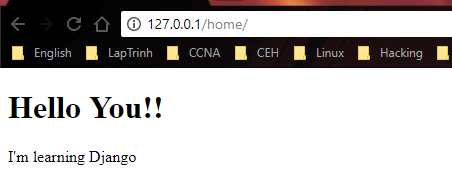 127.0.0.1/home/
English LapTrinh CCNA CEH Linux Hacking
Hello You!!
I'm learning Django